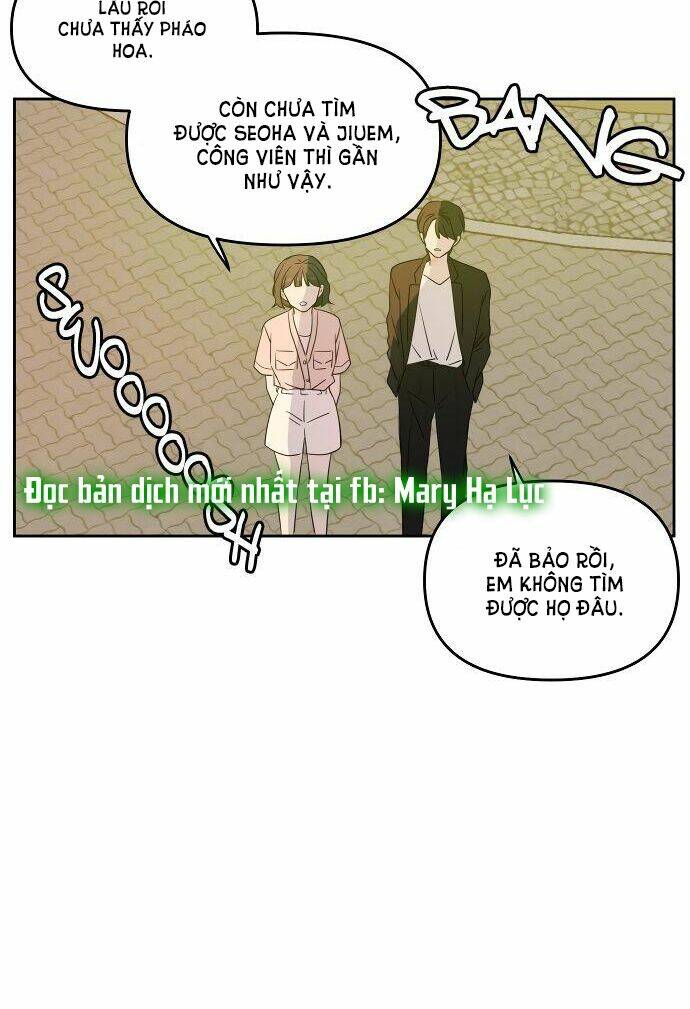 LÂU RỒI
CHƯA THẤY PHÁO
HOA.
CÒN CHƯA TÌM
ĐƯỢC SEOHA VÀ JIUEM,
CÔNG VIÊN THÌ GẦN
NHƯ VẬY.
BANG
SWOOOOOSH
Đọc bản dịch mới nhất tại fb: Mary Hạ Lục
ĐÃ BẢO RỒI,
EM KHÔNG TÌM
ĐƯỢC HỌ ĐÂU.